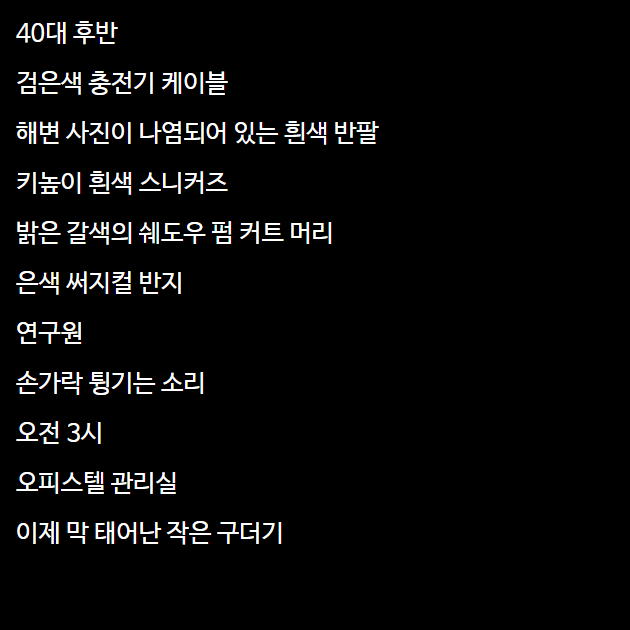 40대 후반
검은색 충전기 케이블
해변 사진이 나염되어 있는 흰색 반팔
키높이 흰색 스니커즈
밝은 갈색의 쉐도우 펌 커트 머리
은색 써지컬 반지
연구원
손가락 튕기는 소리
오전 3시
오피스텔 관리실
이제 막 태어난 작은 구더기